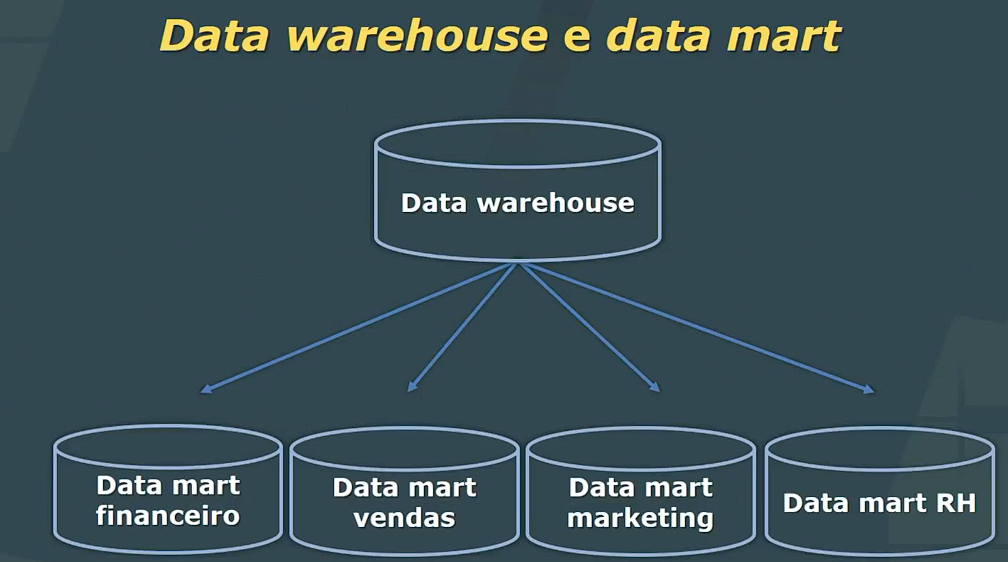 Data warehouse e data mart
Data warehouse
Data mart
financeiro
Data mart
vendas
Data mart
marketing
Data mart RH